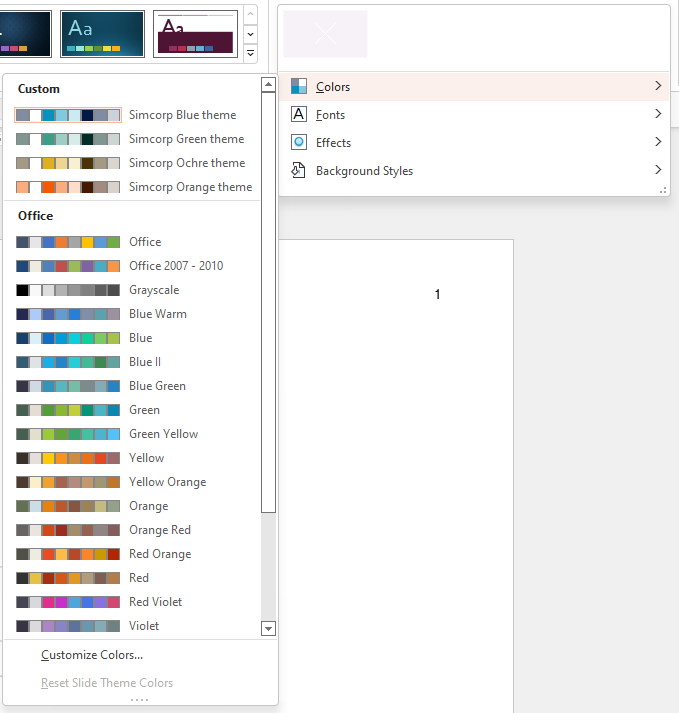 Aa
Aa
Colors
Fonts
Effects
Background Styles
Custom
Simcorp Blue theme
Simcorp Green theme
Simcorp Ochre theme
Simcorp Orange theme
Office
Office
Office 2007 - 2010
Grayscale
Blue Warm
Blue
Blue II
Blue Green
Green
Green Yellow
Yellow
Yellow Orange
Orange
Orange Red
Red Orange
Red
Red Violet
Violet
Customize Colors...
Reset Slide Theme Colors
1